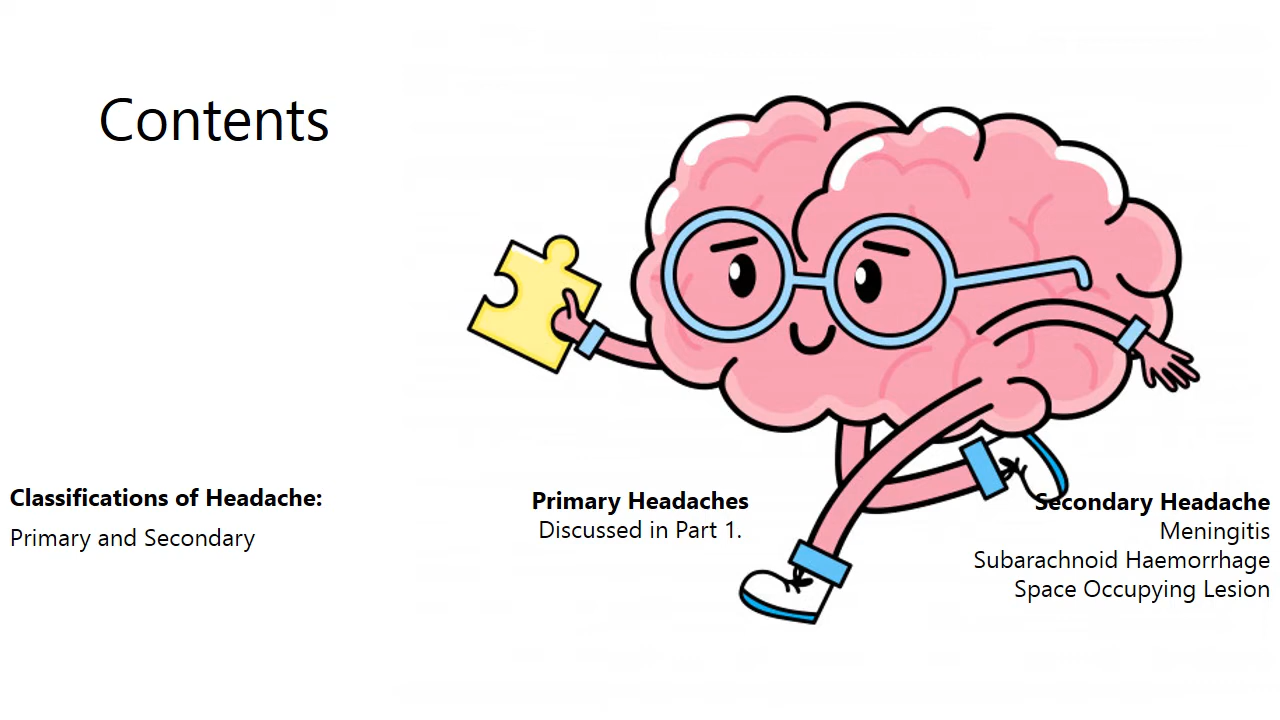 Contents
Classifications of Headache:
Primary and Secondary
Primary Headaches
Discussed in Part 1.
Secondary Headache
Meningitis
Subarachnoid Haemorrhage
Space Occupying Lesion